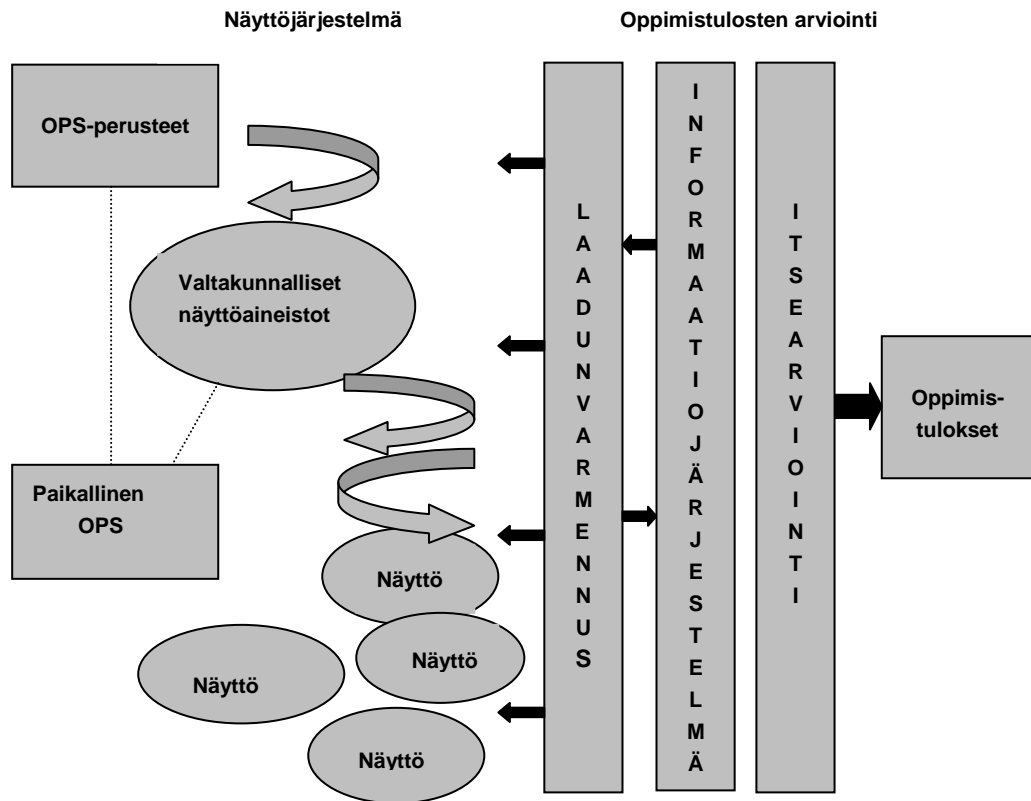 Näyttöjärjestelmä
Oppimistulosten arviointi
OPS-perusteet
Valtakunnalliset
näyttöaineistot
Paikallinen
OPS
Näyttö
Näyttö
Näyttö
Näyttö
LAADUNVARMENNUS
INFORMAATIOJÄRJESTELMÄ
ITSEARVIOINTI
Oppimis-
tulokset